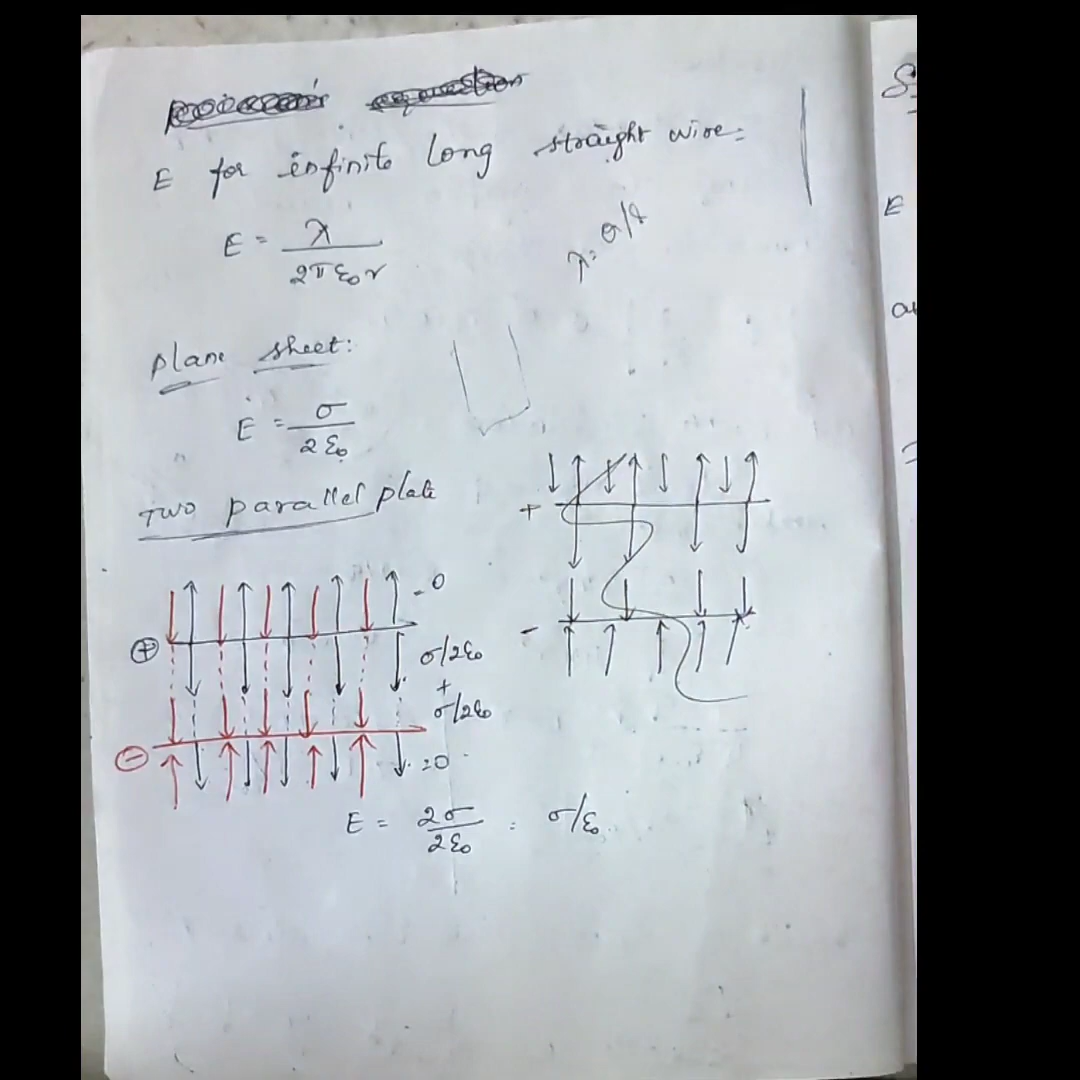 E for infinite long straight wire:
E = λ / 2πε₀r
λ =
plane sheet:
E = σ / 2ε₀
Two parallel plate
+
-
⊕
- 0
σ/2ε₀
+
σ/2ε₀
⊖
=0
E = 2σ / 2ε₀ = σ/ε₀
E